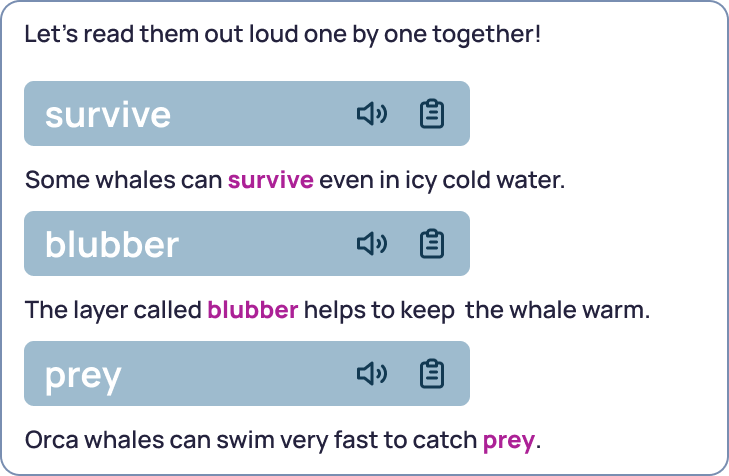 Let's read them out loud one by one together!
survive
Some whales can survive even in icy cold water.
blubber
The layer called blubber helps to keep  the whale warm.
prey
Orca whales can swim very fast to catch prey.